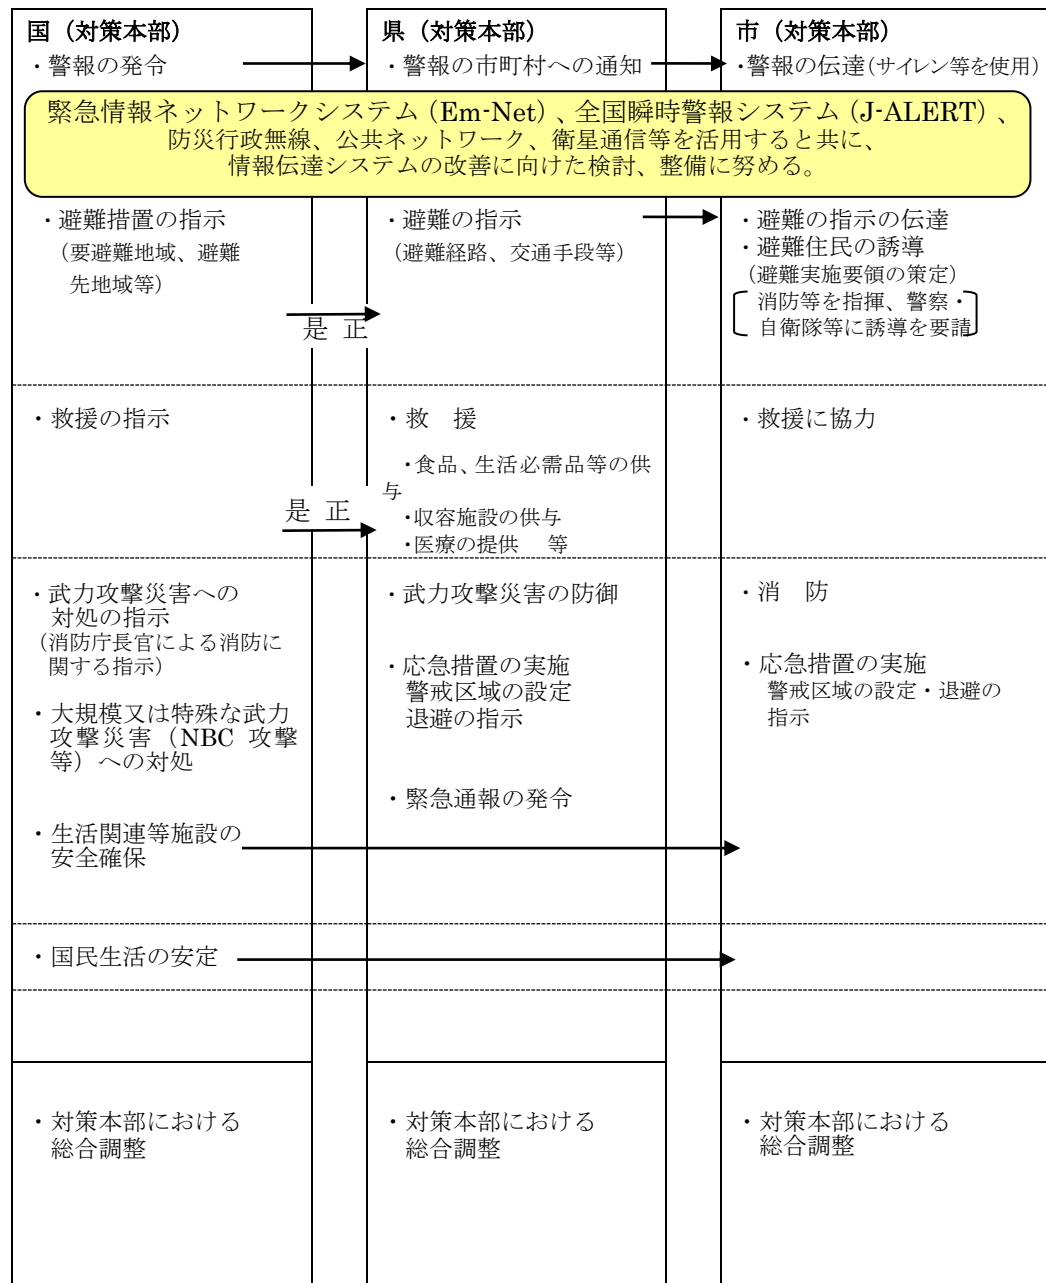 国（対策本部）
・警報の発令
県（対策本部）
・警報の市町村への通知
市（対策本部）
・警報の伝達（サイレン等を使用）
緊急情報ネットワークシステム（Em-Net）、全国瞬時警報システム（J-ALERT）、
防災行政無線、公共ネットワーク、衛星通信等を活用すると共に、
情報伝達システムの改善に向けた検討、整備に努める。
・避難措置の指示
（要避難地域、避難
先地域等）
・避難の指示
（避難経路、交通手段等）
・避難の指示の伝達
・避難住民の誘導
（避難実施要領の策定）
消防等を指揮、警察・
自衛隊等に誘導を要請
是 正
・救援の指示
・救　援
・食品、生活必需品等の供
与
・収容施設の供与
・医療の提供　等
・救援に協力
是 正
・武力攻撃災害への
対処の指示
（消防庁長官による消防に
関する指示）
・大規模又は特殊な武力
攻撃災害（NBC 攻撃
等）への対処
・生活関連等施設の
安全確保
・武力攻撃災害の防御
・応急措置の実施
警戒区域の設定
退避の指示
・緊急通報の発令
・消　防
・応急措置の実施
警戒区域の設定・退避の
指示
・国民生活の安定
・対策本部における
総合調整
・対策本部における
総合調整
・対策本部における
総合調整